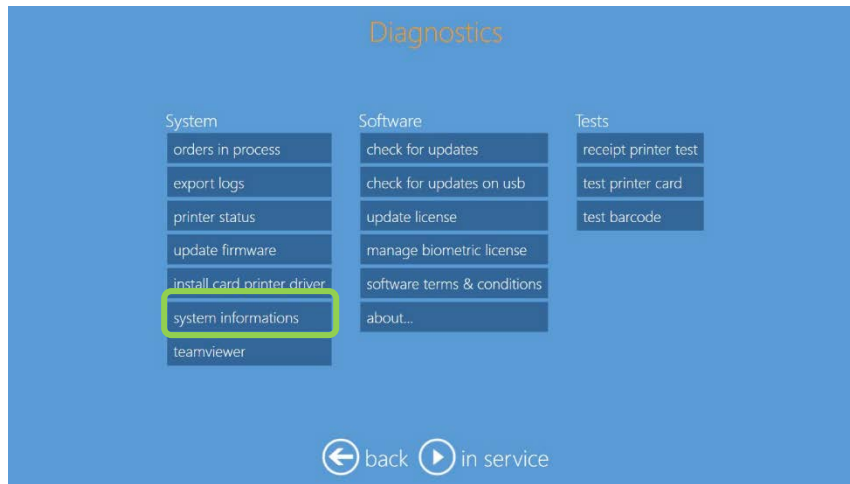 Diagnostics
System
orders in process
export logs
printer status
update firmware
install card printer driver
system informations
teamviewer
Software
check for updates
check for updates on usb
update license
manage biometric license
software terms & conditions
about...
Tests
receipt printer test
test printer card
test barcode
back in service